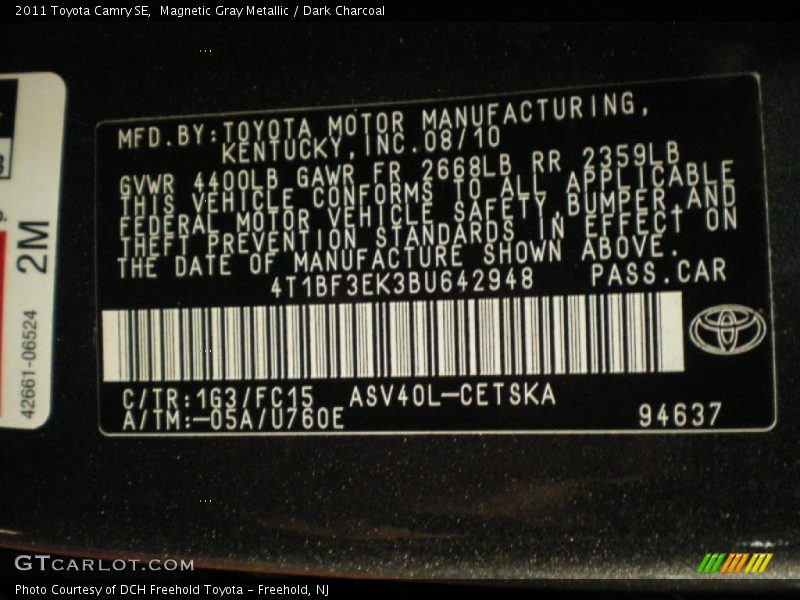 2011 Toyota Camry SE,  Magnetic Gray Metallic / Dark Charcoal
MFD.BY:TOYOTA MOTOR MANUFACTURING,
KENTUCKY,INC.08/10
GVWR 4400LB GAWR FR 2668LB RR 2359LB
THIS VEHICLE CONFORMS TO ALL APPLICABLE
FEDERAL MOTOR VEHICLE SAFETY,BUMPER,AND
THEFT PREVENTION STANDARDS IN EFFECT ON
THE DATE OF MANUFACTURE SHOWN ABOVE.
4T1BF3EK3BU642948 PASS.CAR
C/TR:1G3/FC15 ASV40L-CETSKA
A/TM:-05A/U760E
94637
2M
42661-06524
GTCARLOT.COM
Photo Courtesy of DCH Freehold Toyota - Freehold, NJ